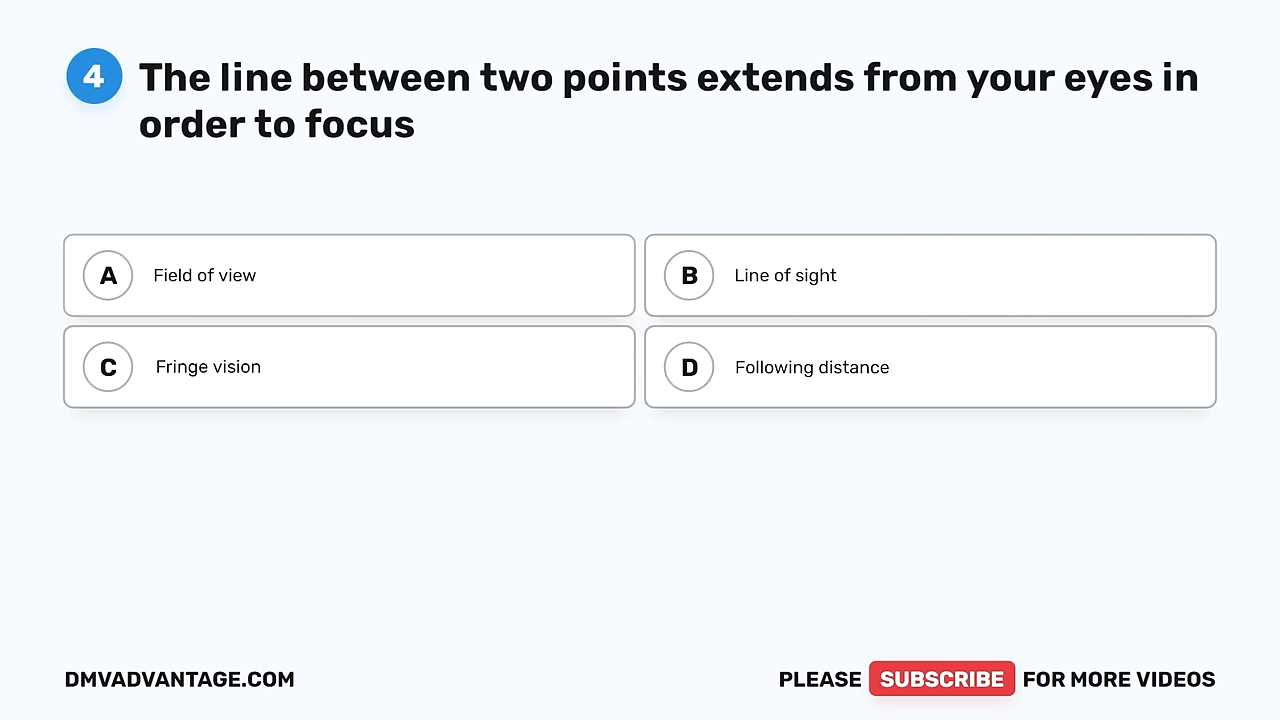 4
The line between two points extends from your eyes in
order to focus
A Field of view
B Line of sight
C Fringe vision
D Following distance
DMVADVANTAGE.COM
PLEASE SUBSCRIBE FOR MORE VIDEOS